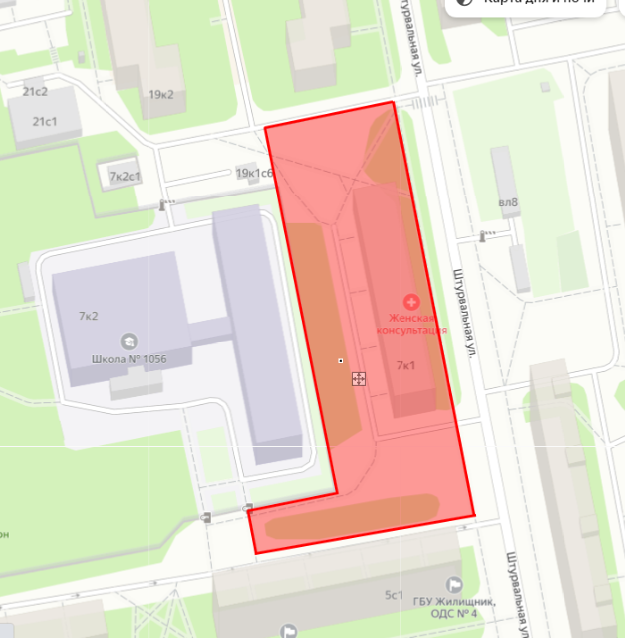 Карта дня и ночи
Штурвальная ул.
21с2
19к2
21с1
7к2с1
19к1с6
вл8
Женская
консультация
Штурвальная ул.
7к2
Школа № 1056
7к1
он
5с1
ГБУ Жилищник,
ОДС № 4
Штурвальная ул